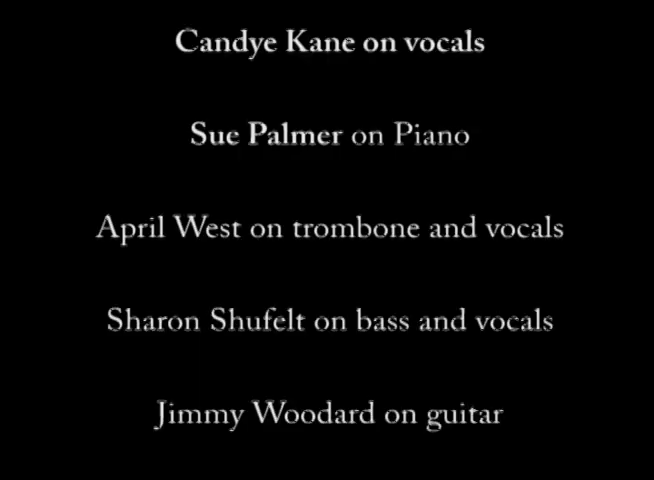 Candye Kane on vocals
Sue Palmer on Piano
April West on trombone and vocals
Sharon Shufelt on bass and vocals
Jimmy Woodard on guitar